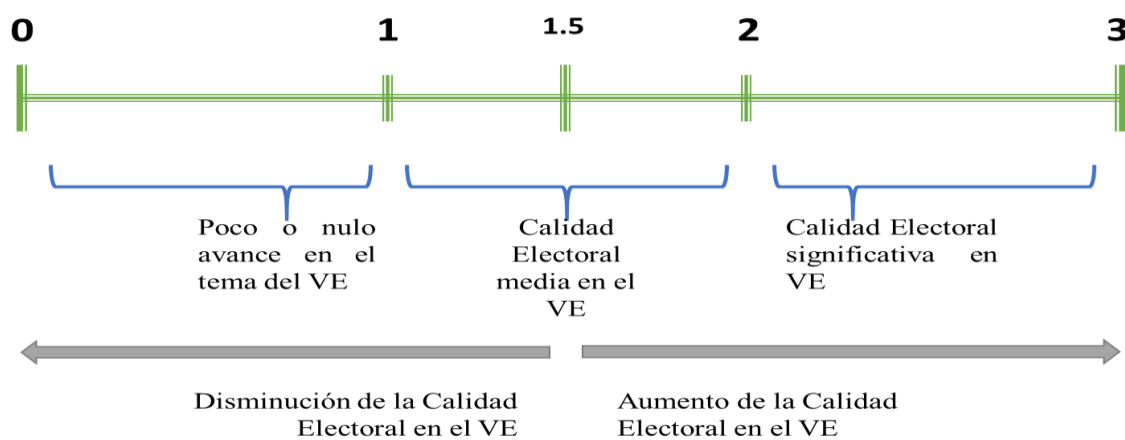 0 1 1.5 2 3
Poco o nulo
avance en el
tema del VE
Calidad
Electoral
media en el
VE
Calidad Electoral
significativa en
VE
Disminución de la Calidad
Electoral en el VE
Aumento de la Calidad
Electoral en el VE